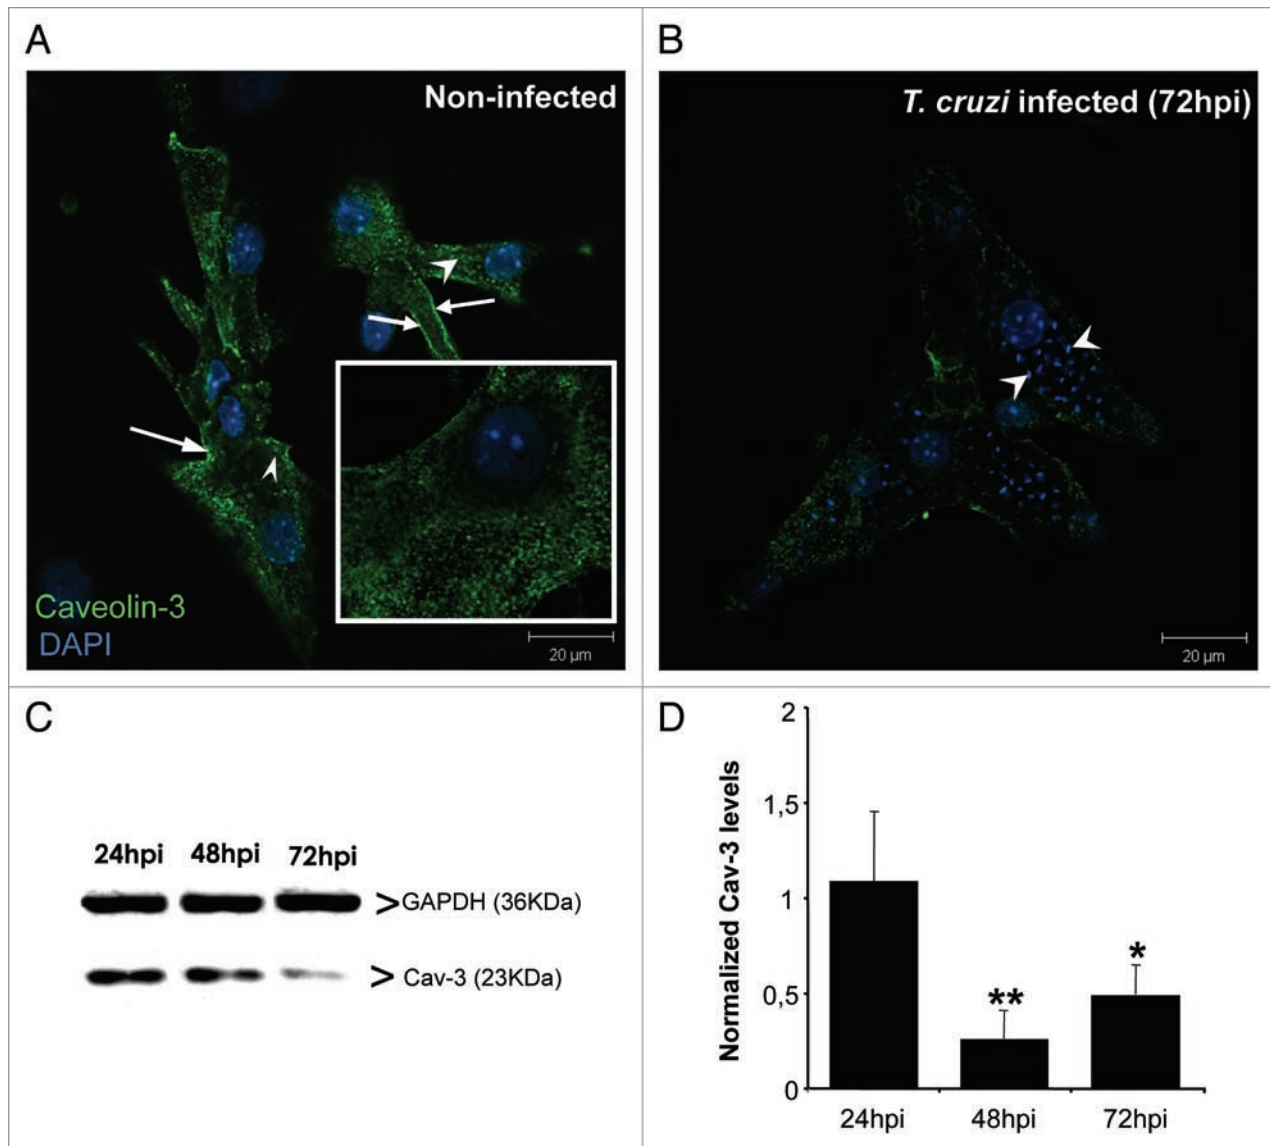 A
Non-infected
Caveolin-3
DAPI
20 µm
B
T. cruzi infected (72hpi)
20 µm
C
24hpi 48hpi 72hpi
>GAPDH (36KDa)
> Cav-3 (23KDa)
D
Normalized Cav-3 levels
2
1,5
1
0,5
0
** *
24hpi 48hpi 72hpi